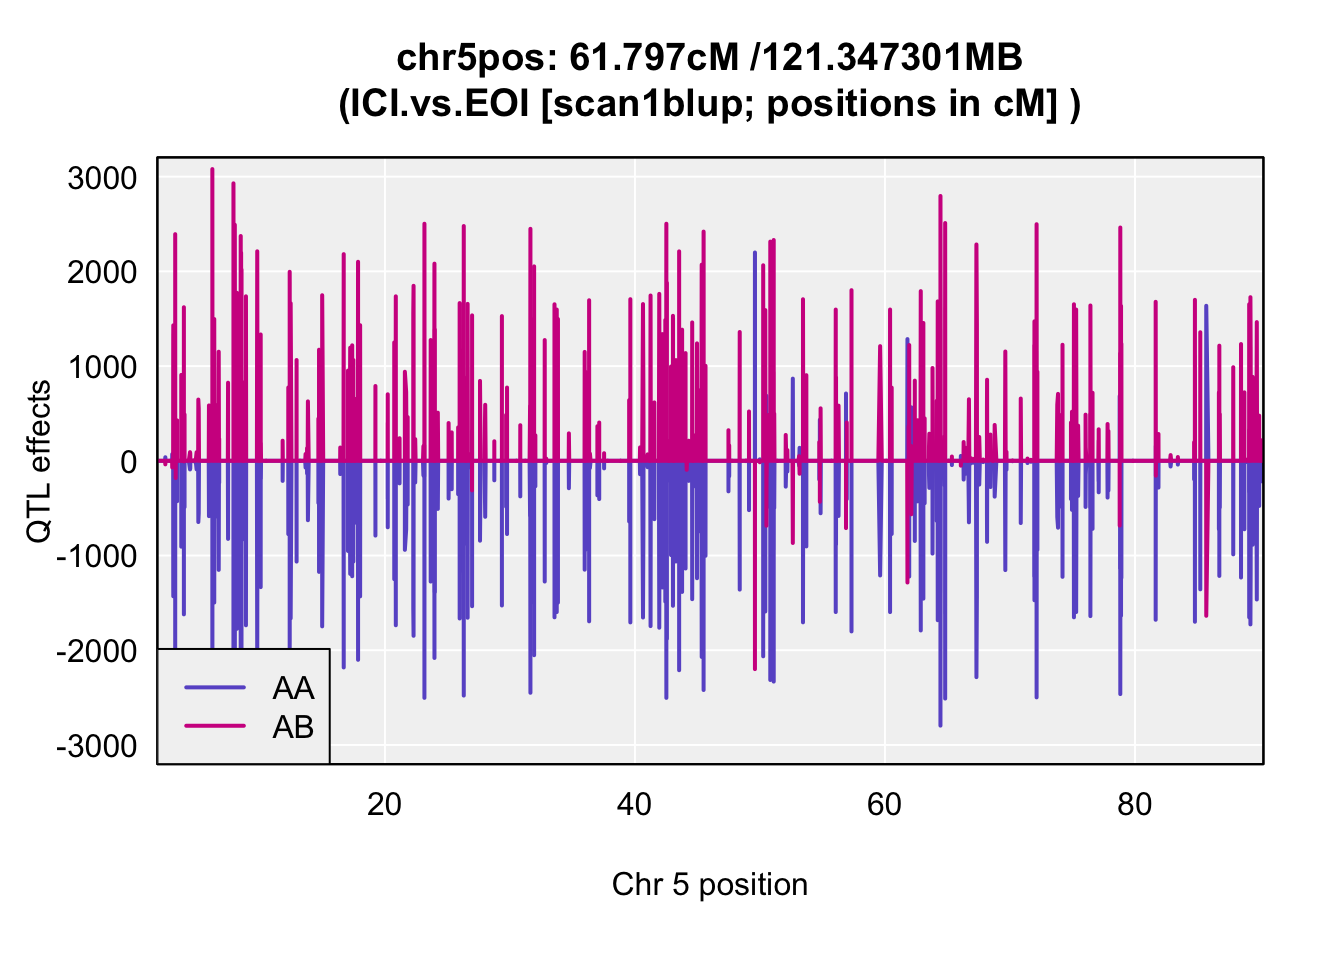 chr5pos: 61.797cM /121.347301MB
(ICI.vs.EOI [scan1blup; positions in cM] )
QTL effects
3000
2000
1000
0
-1000
-2000
-3000
AA
AB
20 40 60 80
Chr 5 position